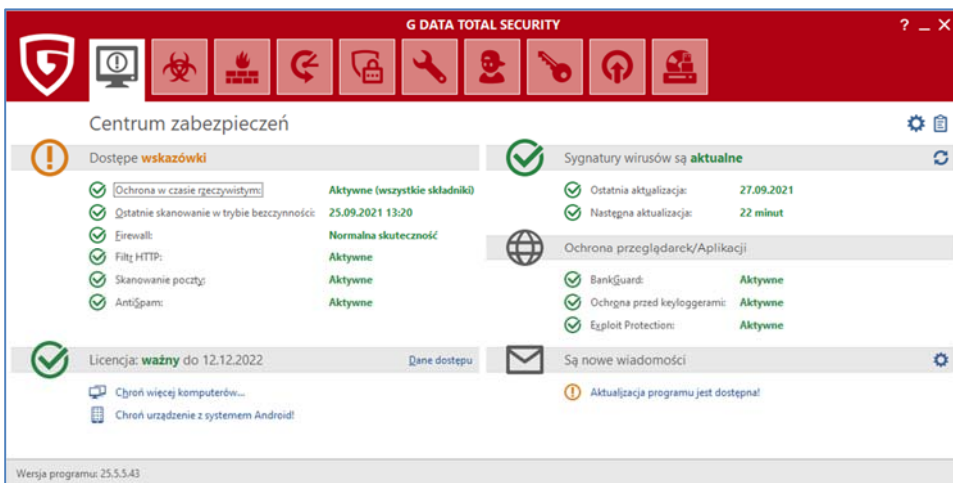 G DATA TOTAL SECURITY
Centrum zabezpieczeń
Dostępe wskazówki
Ochrona w czasie rzeczywistym: Aktywne (wszystkie składniki)
Ostatnie skanowanie w trybie bezczynności: 25.09.2021 13:20
Firewall: Normalna skuteczność
Filtr HTTP: Aktywne
Skanowanie poczty: Aktywne
AntiSpam: Aktywne
Licencja: ważny do 12.12.2022 Dane dostępu
Chroń więcej komputerów...
Chroń urządzenie z systemem Android!
Sygnatury wirusów są aktualne
Ostatnia aktualizacja: 27.09.2021
Następna aktualizacja: 22 minut
Ochrona przeglądarek/Aplikacji
BankGuard: Aktywne
Ochrona przed keyloggerami: Aktywne
Exploit Protection: Aktywne
Są nowe wiadomości
Aktualizacja programu jest dostępna!
Wersja programu: 25.5.5.43